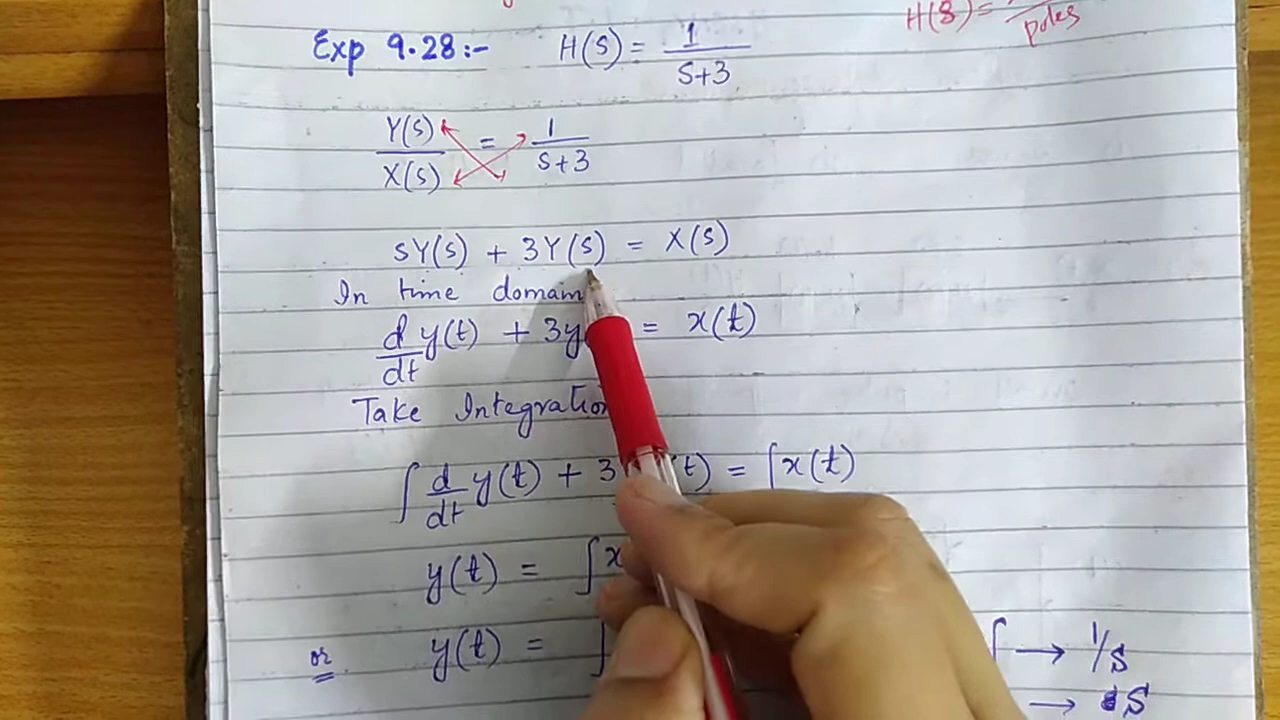 H(S) = / poles
Exp 9.28:- H(S) = 1 / S+3
Y(S) / X(S) = 1 / S+3
SY(S) + 3Y(S) = X(S)
In time domain
d/dt y(t) + 3y = x(t)
Take Integration
∫ d/dt y(t) + 3 (t) = ∫ x(t)
y(t) = ∫ x
or y(t) = ∫ ∫ → 1/S
→ S